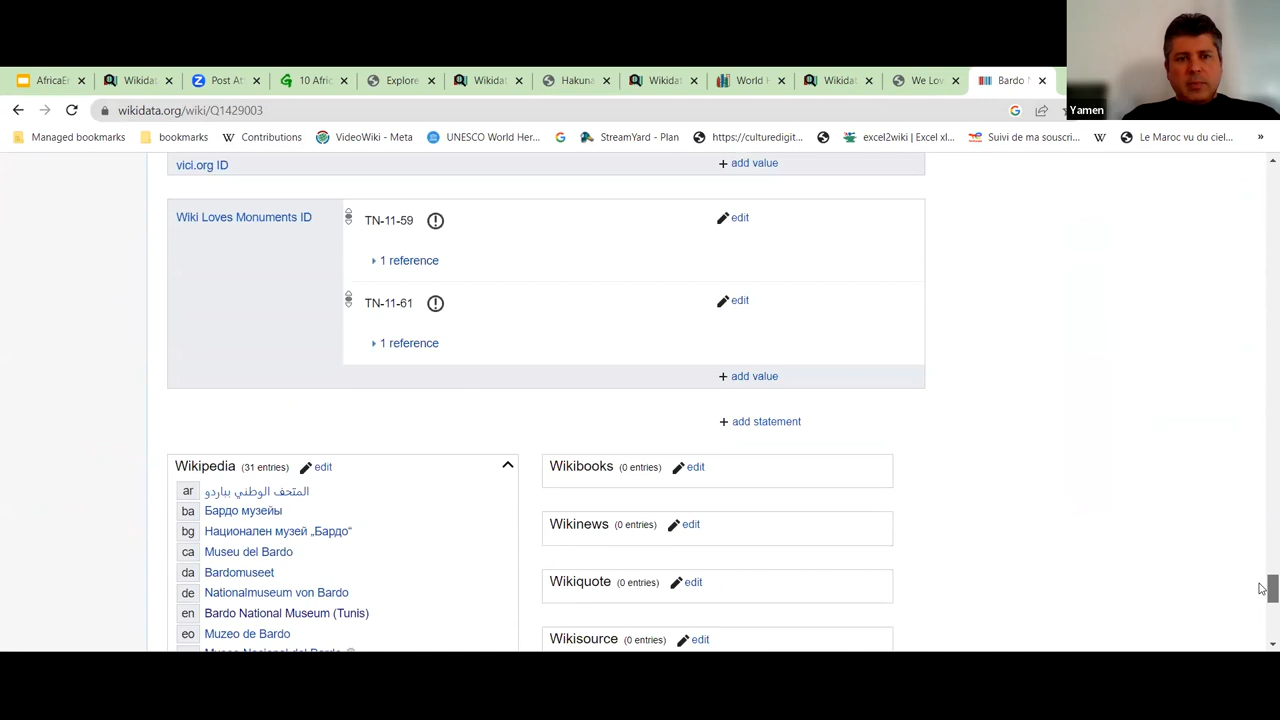 AfricaEn
Wikidat
Post At
10 Afric
Explore
Wikidat
Hakuna
Wikidat
World H
Wikidat
We Lov
Bardo N
wikidata.org/wiki/Q1429003
Yamen
Managed bookmarks
bookmarks
Contributions
VideoWiki - Meta
UNESCO World Her...
StreamYard - Plan
https://culturedigit...
excel2wiki | Excel xl...
Suivi de ma souscri...
Le Maroc vu du ciel...
»
vici.org ID
+ add value
Wiki Loves Monuments ID
TN-11-59
edit
1 reference
TN-11-61
edit
1 reference
+ add value
+ add statement
Wikipedia (31 entries) edit
ar المتحف الوطني بباردو
ba Бардо музейы
bg Национален музей „Бардо“
ca Museu del Bardo
da Bardomuseet
de Nationalmuseum von Bardo
en Bardo National Museum (Tunis)
eo Muzeo de Bardo
Wikibooks (0 entries) edit
Wikinews (0 entries) edit
Wikiquote (0 entries) edit
Wikisource (0 entries) edit